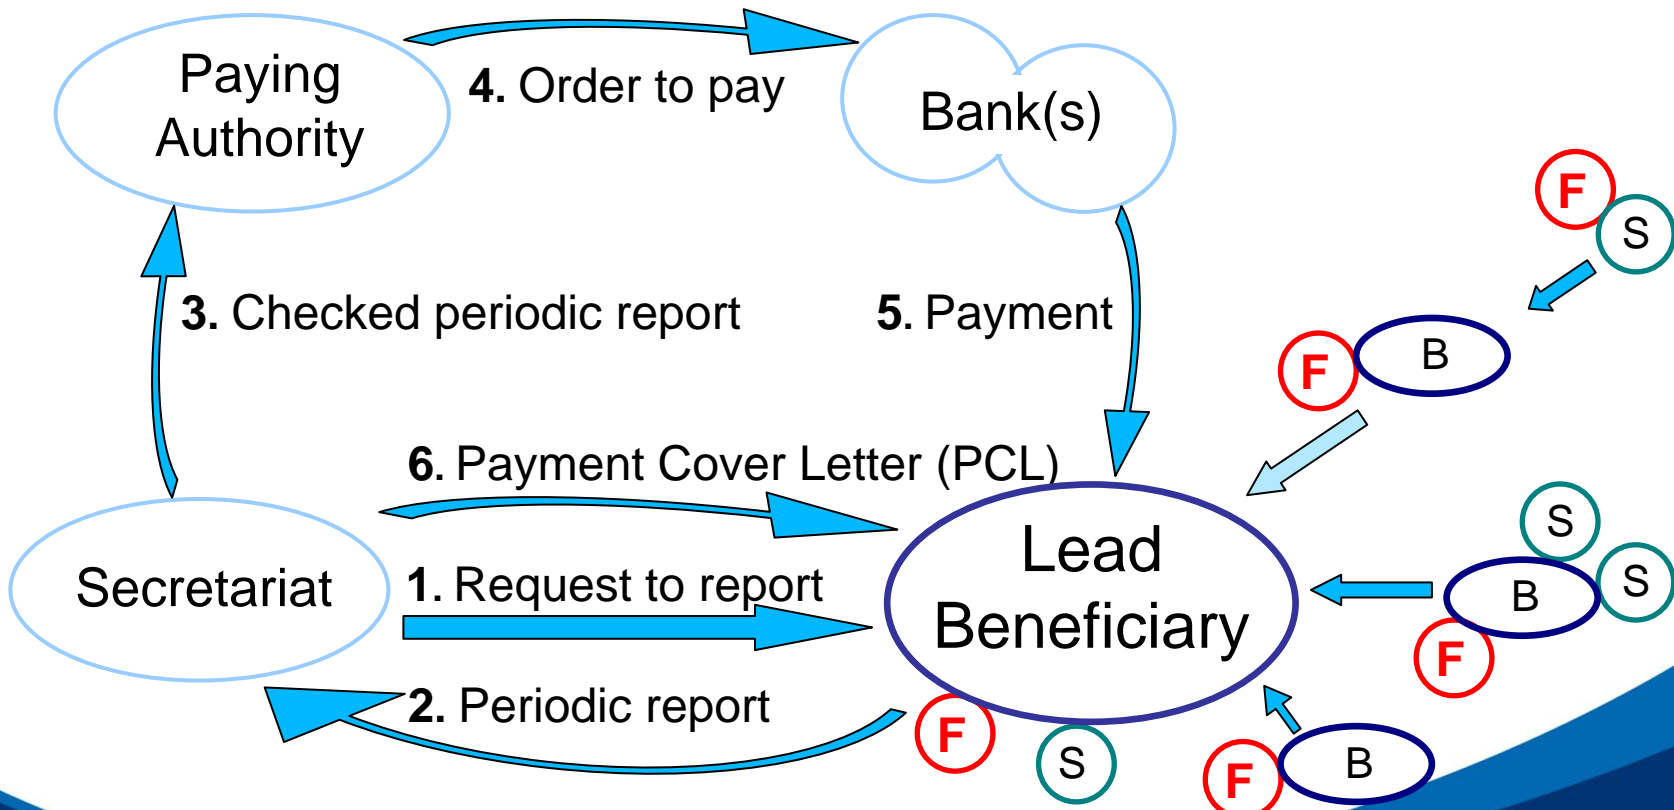 Paying
Authority
4. Order to pay
Bank(s)
F
S
3. Checked periodic report
5. Payment
F
B
6. Payment Cover Letter (PCL)
Lead
Beneficiary
S
S
B
F
Secretariat
1. Request to report
2. Periodic report
F
S
F
B